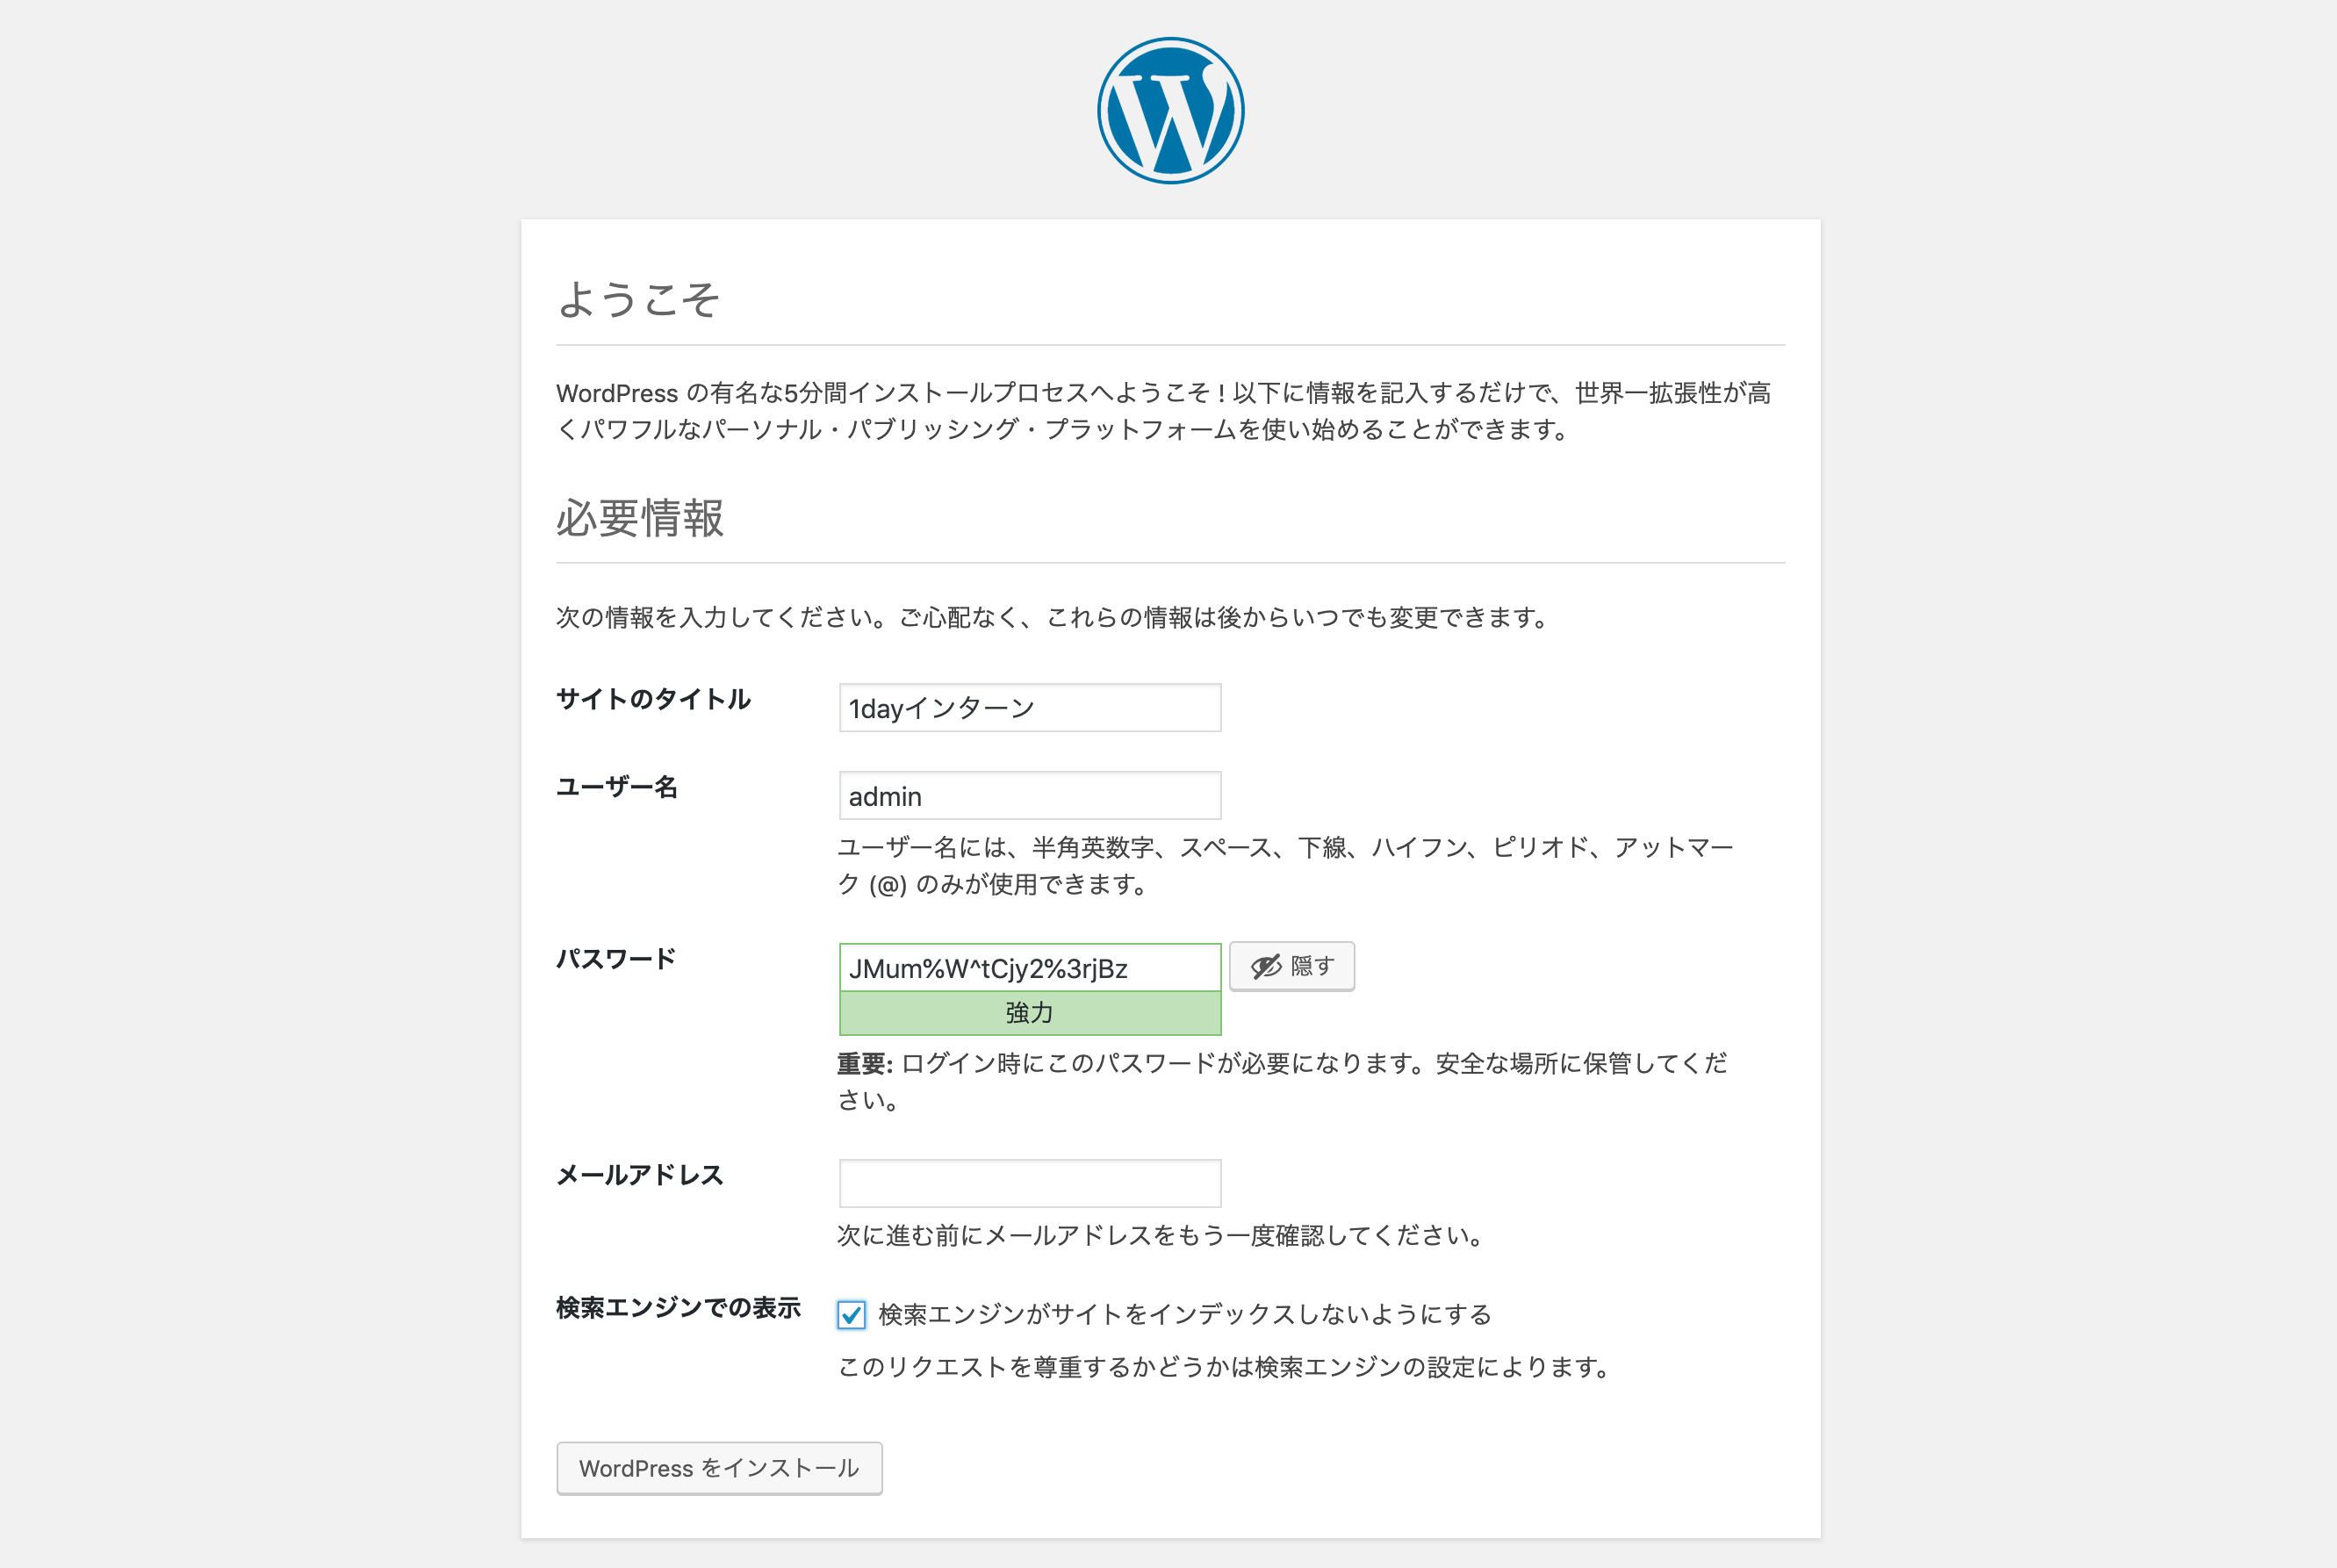 ようこそ
WordPress の有名な5分間インストールプロセスへようこそ ! 以下に情報を記入するだけで、世界一拡張性が高
くパワフルなパーソナル・パブリッシング・プラットフォームを使い始めることができます。
必要情報
次の情報を入力してください。ご心配なく、これらの情報は後からいつでも変更できます。
サイトのタイトル
1dayインターン
ユーザー名
admin
ユーザー名には、半角英数字、スペース、下線、ハイフン、ピリオド、アットマー
ク (@) のみが使用できます。
パスワード
JMum%W^tCjy2%3rjBz
隠す
強力
重要: ログイン時にこのパスワードが必要になります。安全な場所に保管してくだ
さい。
メールアドレス
次に進む前にメールアドレスをもう一度確認してください。
検索エンジンでの表示
検索エンジンがサイトをインデックスしないようにする
このリクエストを尊重するかどうかは検索エンジンの設定によります。
WordPress をインストール